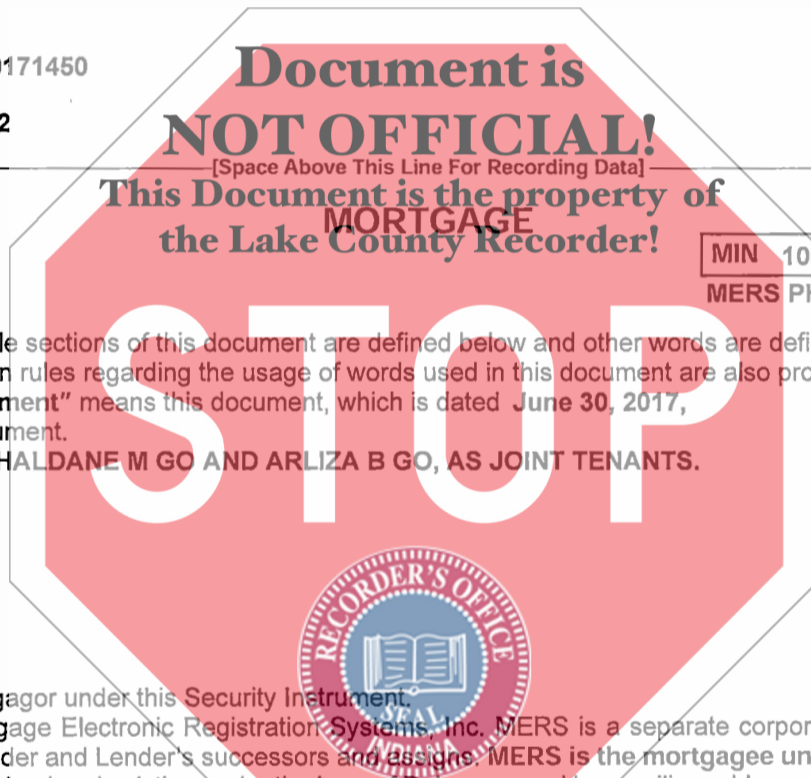 0171450
Document is
2
NOT OFFICIAL!
[Space Above This Line For Recording Data]
This Document is the property of
MORTGAGE
the Lake County Recorder!
MIN 10
MERS Ph
STOP
le sections of this document are defined below and other words are defi
n rules regarding the usage of words used in this document are also pro
ment” means this document, which is dated June 30, 2017,
ument.
HALDANE M GO AND ARLIZA B GO, AS JOINT TENANTS.
RECORDER'S OFFICE
SEAL
INDIANA
gagor under this Security Instrument.
gage Electronic Registration Systems, Inc. MERS is a separate corpor
der and Lender's successors and assigns. MERS is the mortgagee un